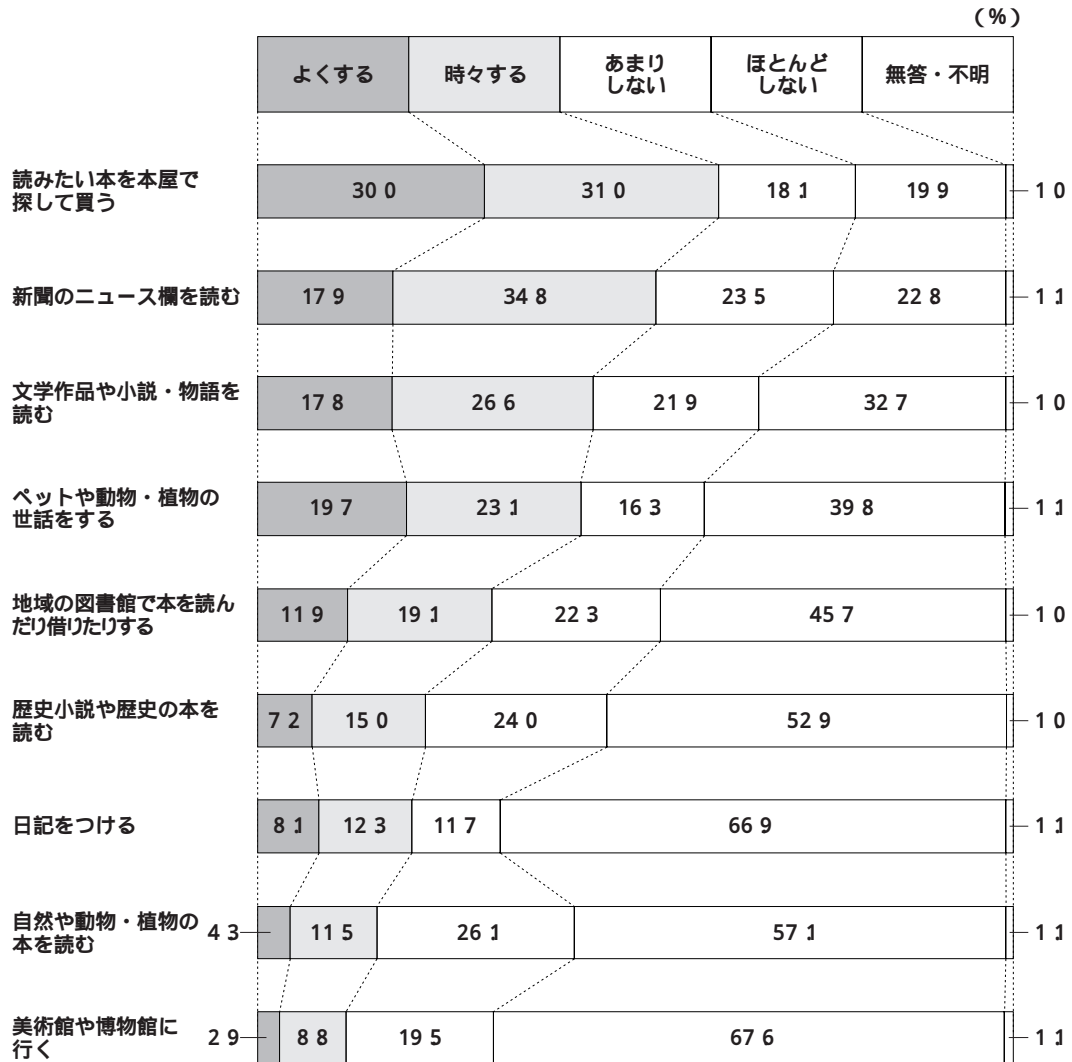 (%)
よくする 時々する あまり しない ほとんど しない 無答・不明
読みたい本を本屋で
探して買う
30 0 31 0 18 1 19 9 1 0
新聞のニュース欄を読む 17 9 34 8 23 5 22 8 1 1
文学作品や小説・物語を
読む
17 8 26 6 21 9 32 7 1 0
ペットや動物・植物の
世話をする
19 7 23 1 16 3 39 8 1 1
地域の図書館で本を読ん
だり借りたりする
11 9 19 1 22 3 45 7 1 0
歴史小説や歴史の本を
読む
7 2 15 0 24 0 52 9 1 0
日記をつける 8 1 12 3 11 7 66 9 1 1
自然や動物・植物の
本を読む
4 3 11 5 26 1 57 1 1 1
美術館や博物館に
行く
2 9 8 8 19 5 67 6 1 1